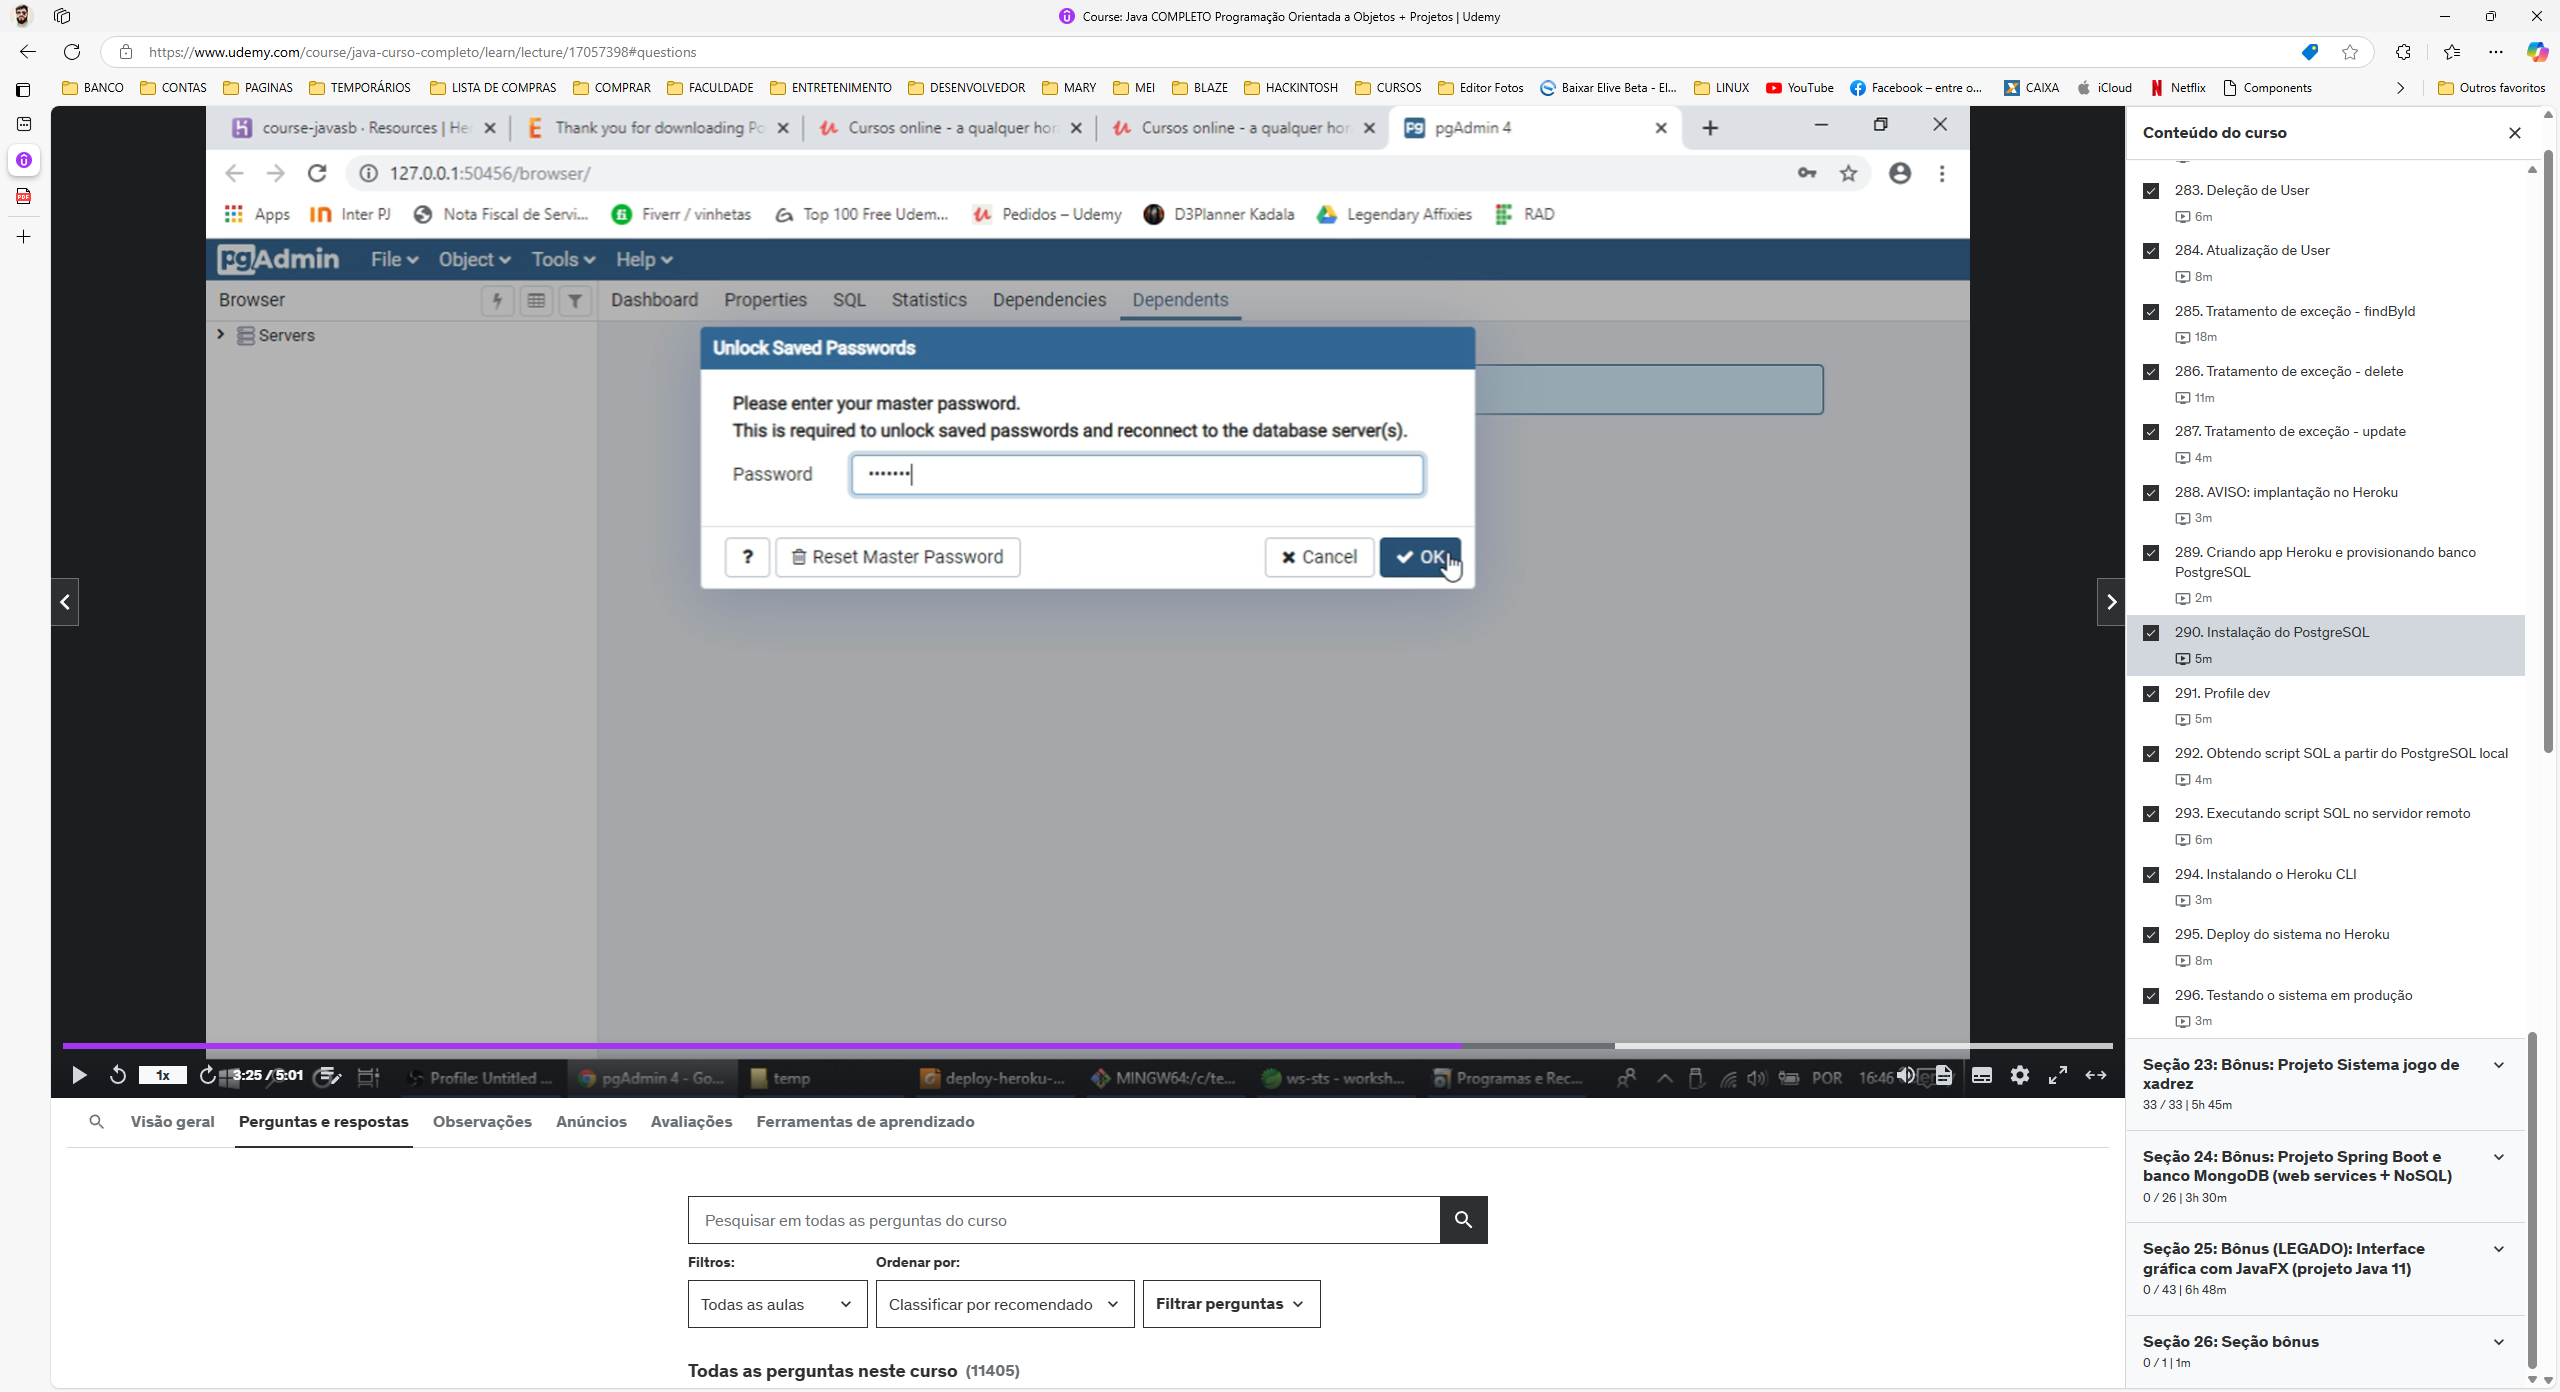 Course: Java COMPLETO Programação Orientada a Objetos + Projetos | Udemy
https://www.udemy.com/course/java-curso-completo/learn/lecture/17057398#questions
BANCO CONTAS PAGINAS TEMPORÁRIOS LISTA DE COMPRAS COMPRAR FACULDADE ENTRETENIMENTO DESENVOLVEDOR MARY MEI BLAZE HACKINTOSH CURSOS Editor Fotos Baixar Elive Beta - El... LINUX YouTube Facebook – entre o... CAIXA iCloud Netflix Components Outros favoritos
course-javasb · Resources | He Thank you for downloading Po Cursos online - a qualquer hor Cursos online - a qualquer hor pgAdmin 4
127.0.0.1:50456/browser/
Apps Inter PJ Nota Fiscal de Servi... Fiverr / vinhetas Top 100 Free Udem... Pedidos – Udemy D3Planner Kadala Legendary Affixies RAD
pgAdmin File Object Tools Help
Browser Dashboard Properties SQL Statistics Dependencies Dependents
Servers
Unlock Saved Passwords
Please enter your master password.
This is required to unlock saved passwords and reconnect to the database server(s).
Password •••••••
? Reset Master Password Cancel OK
1x 3:25 / 5:01 Profile: Untitled ... pgAdmin 4 - Go... temp deploy-heroku-... MINGW64:/c/te... ws-sts - worksh... Programas e Rec... POR 16:46
Visão geral Perguntas e respostas Observações Anúncios Avaliações Ferramentas de aprendizado
Pesquisar em todas as perguntas do curso
Filtros: Ordenar por:
Todas as aulas Classificar por recomendado Filtrar perguntas
Todas as perguntas neste curso (11405)
Conteúdo do curso
283. Deleção de User
6m
284. Atualização de User
8m
285. Tratamento de exceção - findById
18m
286. Tratamento de exceção - delete
11m
287. Tratamento de exceção - update
4m
288. AVISO: implantação no Heroku
3m
289. Criando app Heroku e provisionando banco
PostgreSQL
2m
290. Instalação do PostgreSQL
5m
291. Profile dev
5m
292. Obtendo script SQL a partir do PostgreSQL local
4m
293. Executando script SQL no servidor remoto
6m
294. Instalando o Heroku CLI
3m
295. Deploy do sistema no Heroku
8m
296. Testando o sistema em produção
3m
Seção 23: Bônus: Projeto Sistema jogo de
xadrez
33 / 33 | 5h 45m
Seção 24: Bônus: Projeto Spring Boot e
banco MongoDB (web services + NoSQL)
0 / 26 | 3h 30m
Seção 25: Bônus (LEGADO): Interface
gráfica com JavaFX (projeto Java 11)
0 / 43 | 6h 48m
Seção 26: Seção bônus
0 / 1 | 1m